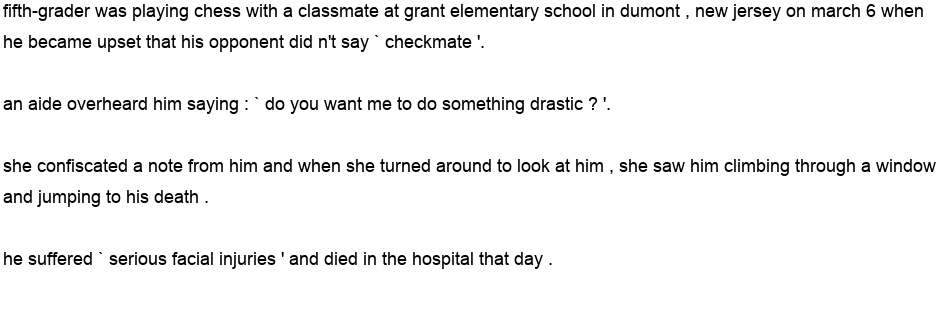 fifth-grader was playing chess with a classmate at grant elementary school in dumont , new jersey on march 6 when
he became upset that his opponent did n't say ` checkmate '.
an aide overheard him saying : ` do you want me to do something drastic ? '.
she confiscated a note from him and when she turned around to look at him , she saw him climbing through a window
and jumping to his death .
he suffered ` serious facial injuries ' and died in the hospital that day .